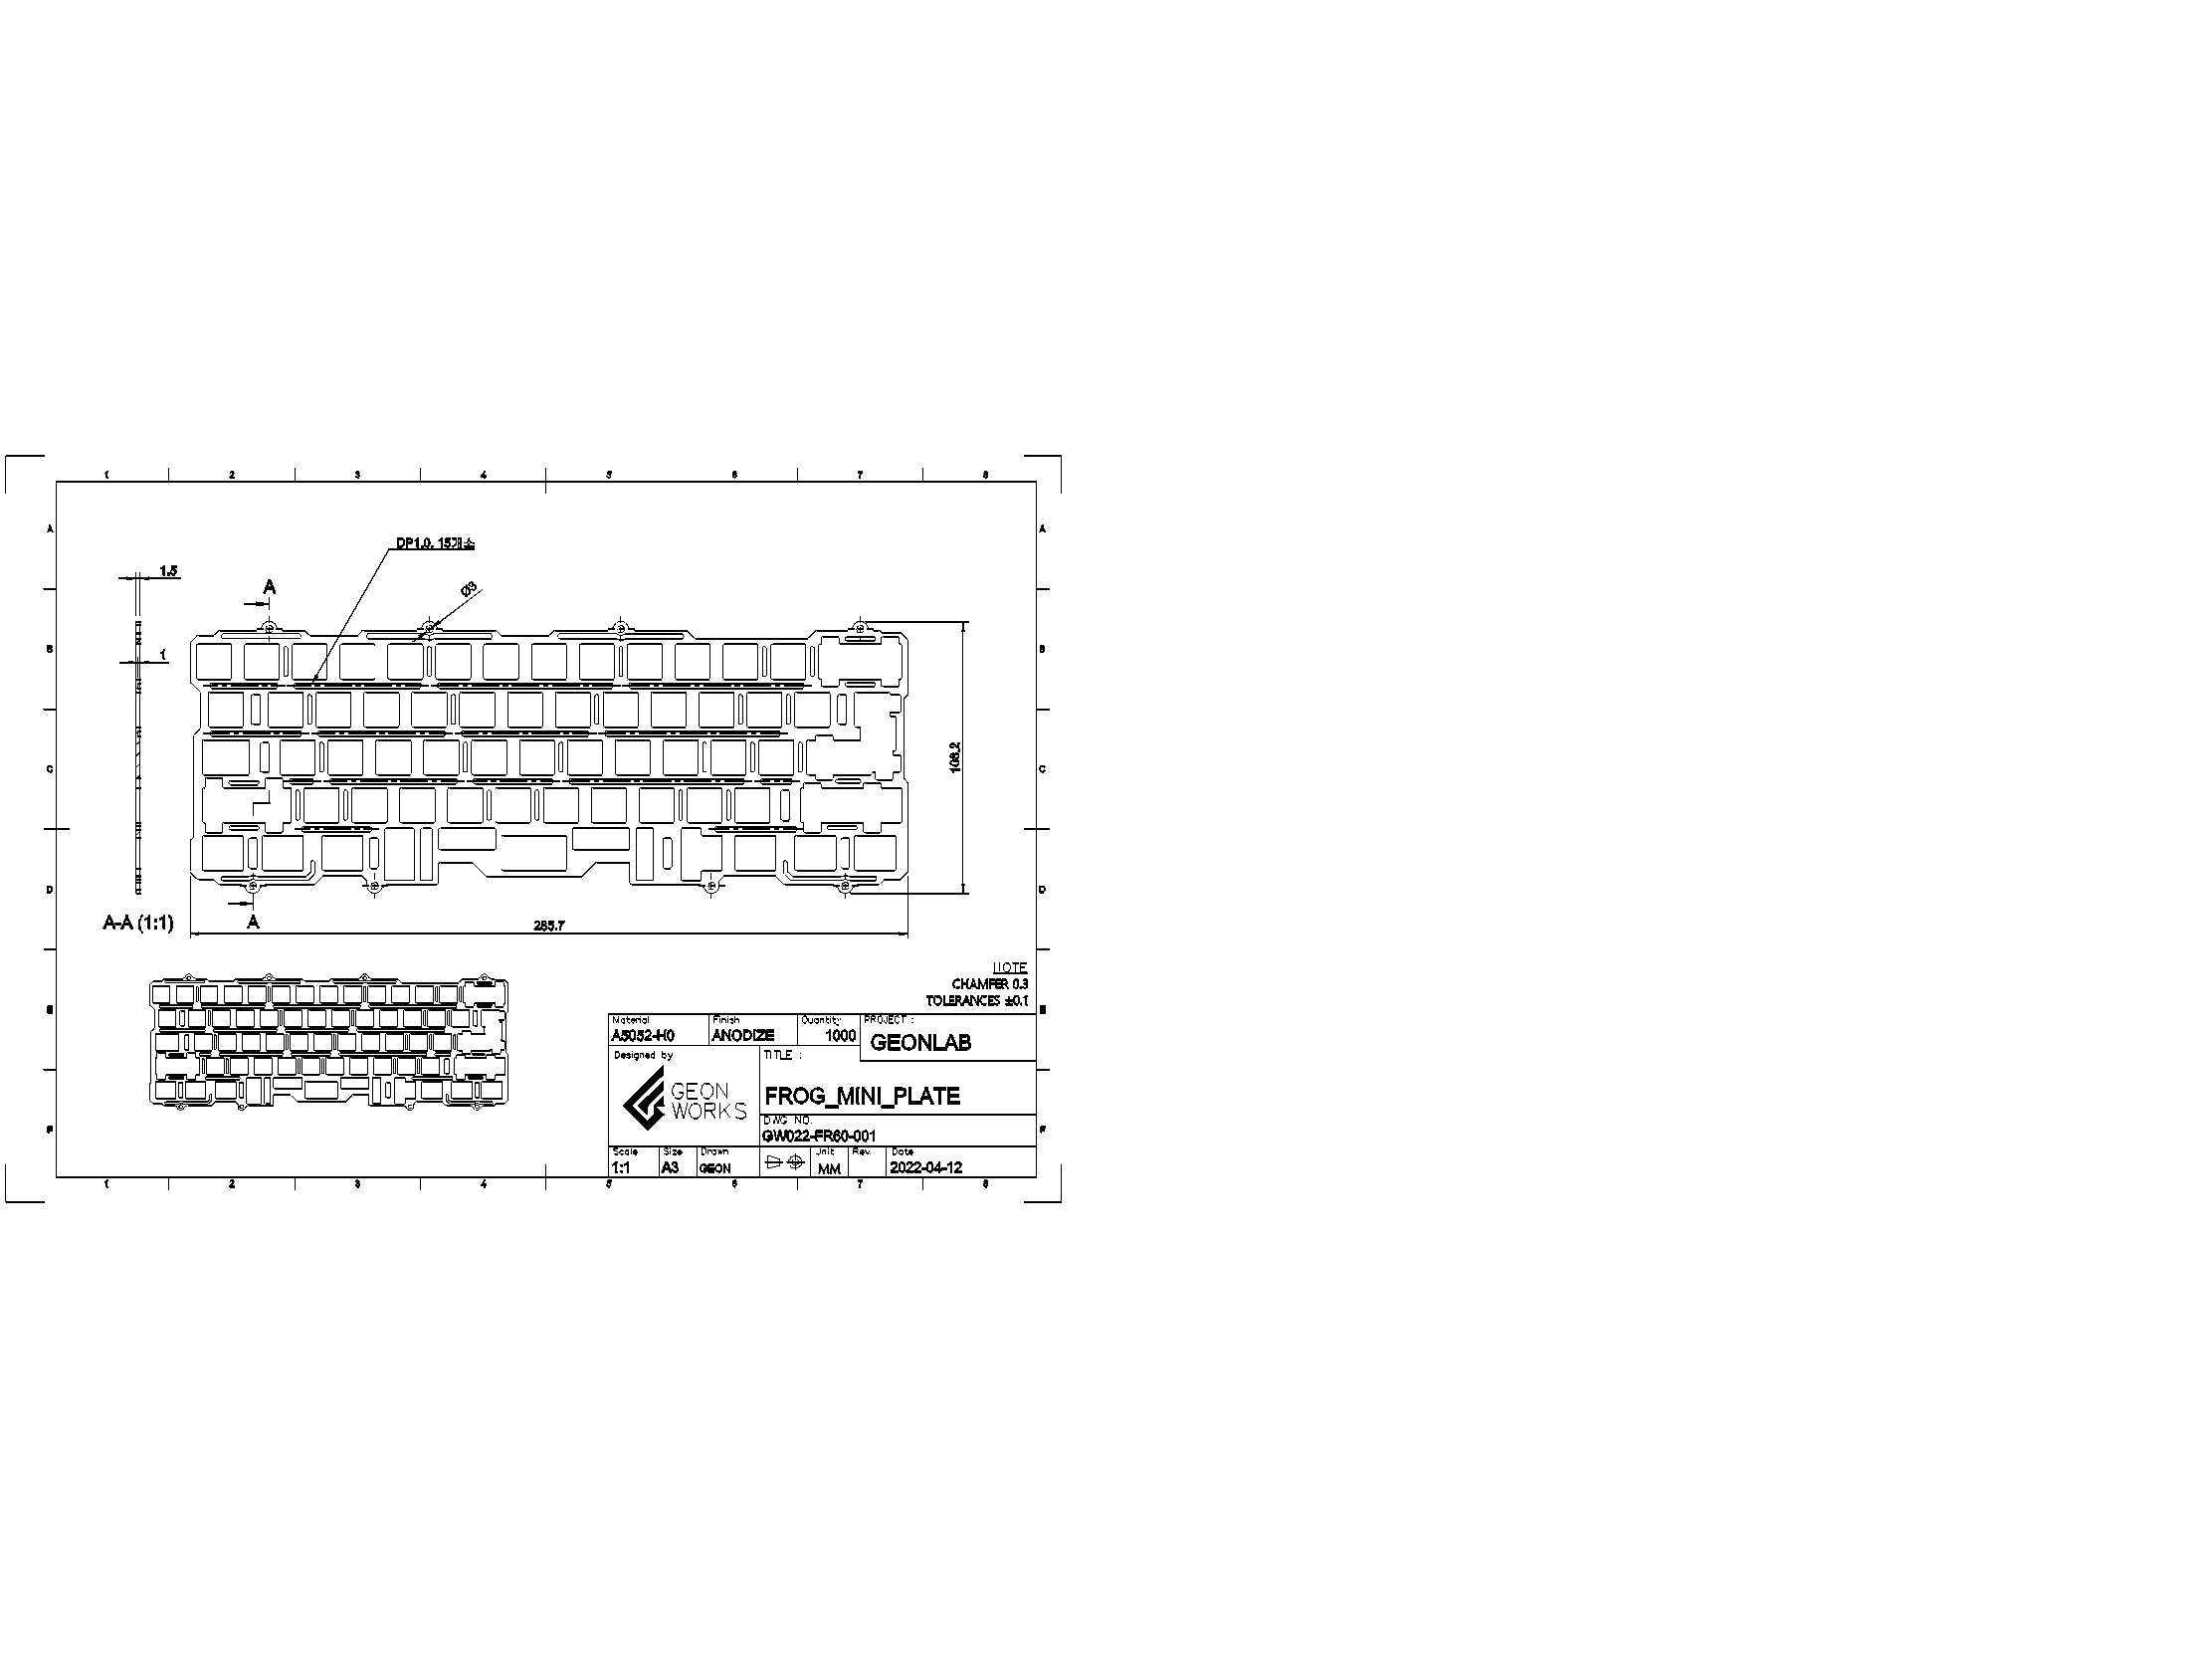 1 2 3 4 5 6 7 8
A A
DP1.0. 15개소
1.5
A
Ø3
B 1 B
C 108.2 C
D D
A-A (1:1) A
285.7
NOTE
CHAMFER 0.3
TOLERANCES ±0.1
E E
Material Finish Quantity PROJECT :
A5052-H0 ANODIZE 1000 GEONLAB
Designed by TITLE :
GEON
WORKS
FROG_MINI_PLATE
DWG NO.
GW022-FR60-001
F F
Scale Size Drawn Unit Rev. Date
1:1 A3 GEON MM 2022-04-12
1 2 3 4 5 6 7 8